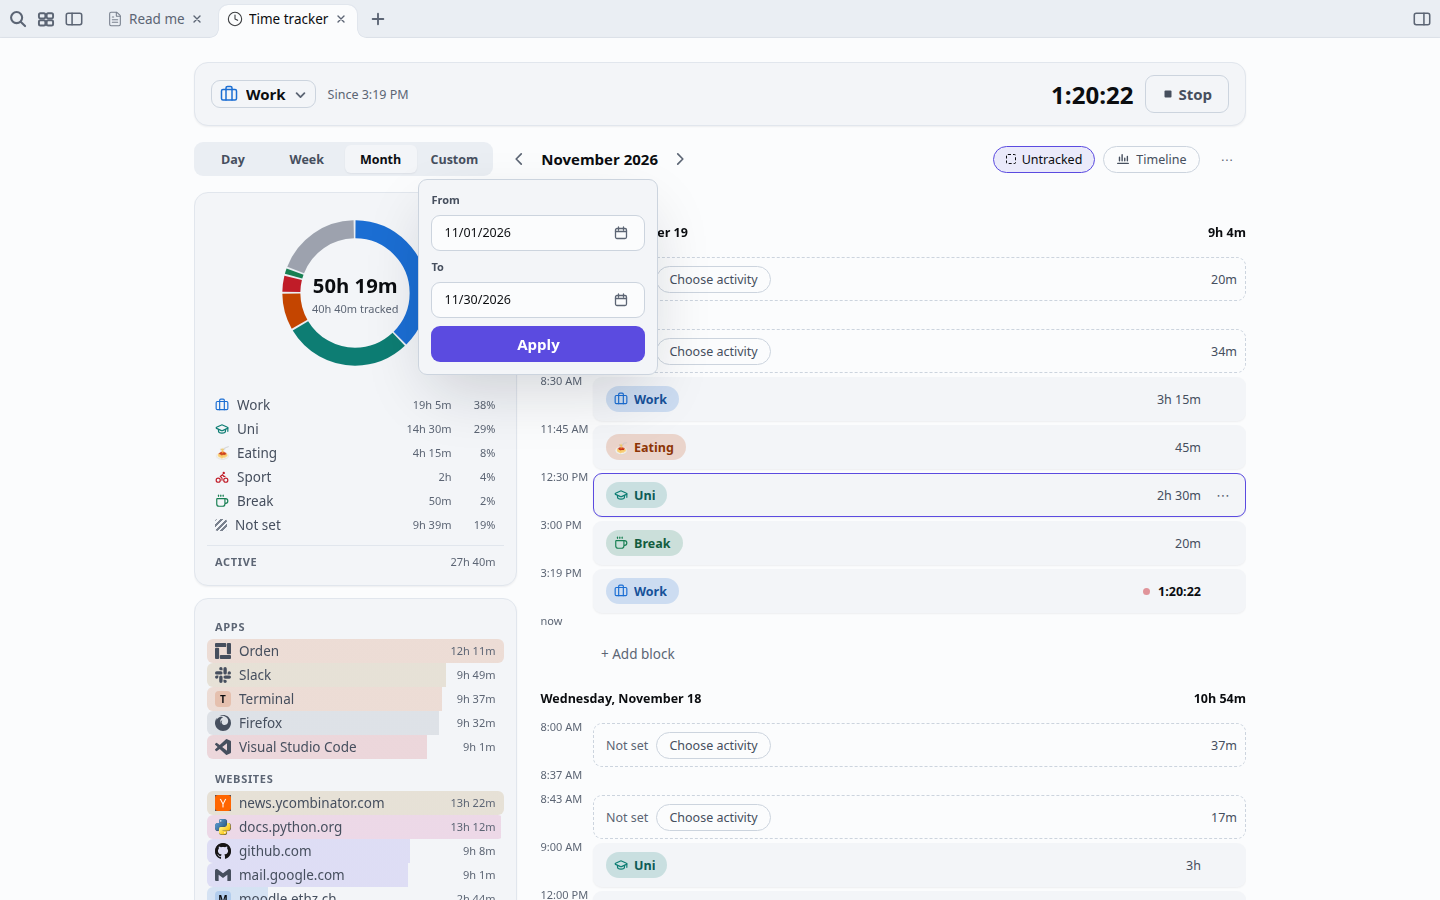 Read me
Time tracker
Work
Since 3:19 PM
1:20:22
Stop
Day
Week
Month
Custom
November 2026
Untracked
Timeline
From
11/01/2026
To
11/30/2026
Apply
50h 19m
40h 40m tracked
Work 19h 5m 38%
Uni 14h 30m 29%
Eating 4h 15m 8%
Sport 2h 4%
Break 50m 2%
Not set 9h 39m 19%
ACTIVE 27h 40m
APPS
Orden 12h 11m
Slack 9h 49m
T Terminal 9h 37m
Firefox 9h 32m
Visual Studio Code 9h 1m
WEBSITES
Y news.ycombinator.com 13h 22m
docs.python.org 13h 12m
github.com 9h 8m
mail.google.com 9h 1m
M moodle.ethz.ch 2h 44m
er 19 9h 4m
Choose activity 20m
Choose activity 34m
8:30 AM
Work 3h 15m
11:45 AM
Eating 45m
12:30 PM
Uni 2h 30m
3:00 PM
Break 20m
3:19 PM
Work 1:20:22
now
+ Add block
Wednesday, November 18 10h 54m
8:00 AM
Not set Choose activity 37m
8:37 AM
8:43 AM
Not set Choose activity 17m
9:00 AM
Uni 3h
12:00 PM